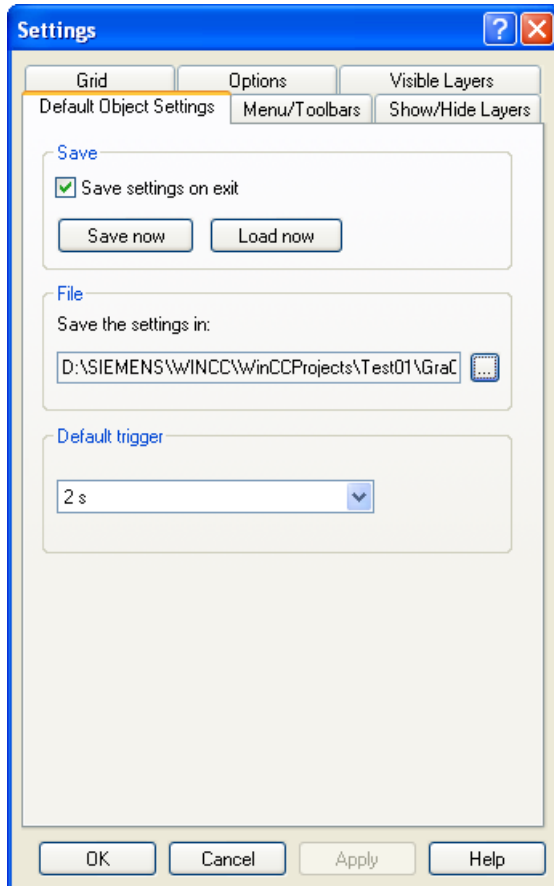 Settings
Grid Options Visible Layers
Default Object Settings Menu/Toolbars Show/Hide Layers
Save
Save settings on exit
Save now Load now
File
Save the settings in:
D:\SIEMENS\WINCC\WinCCProjects\Test01\GraC ...
Default trigger
2 s
OK Cancel Apply Help